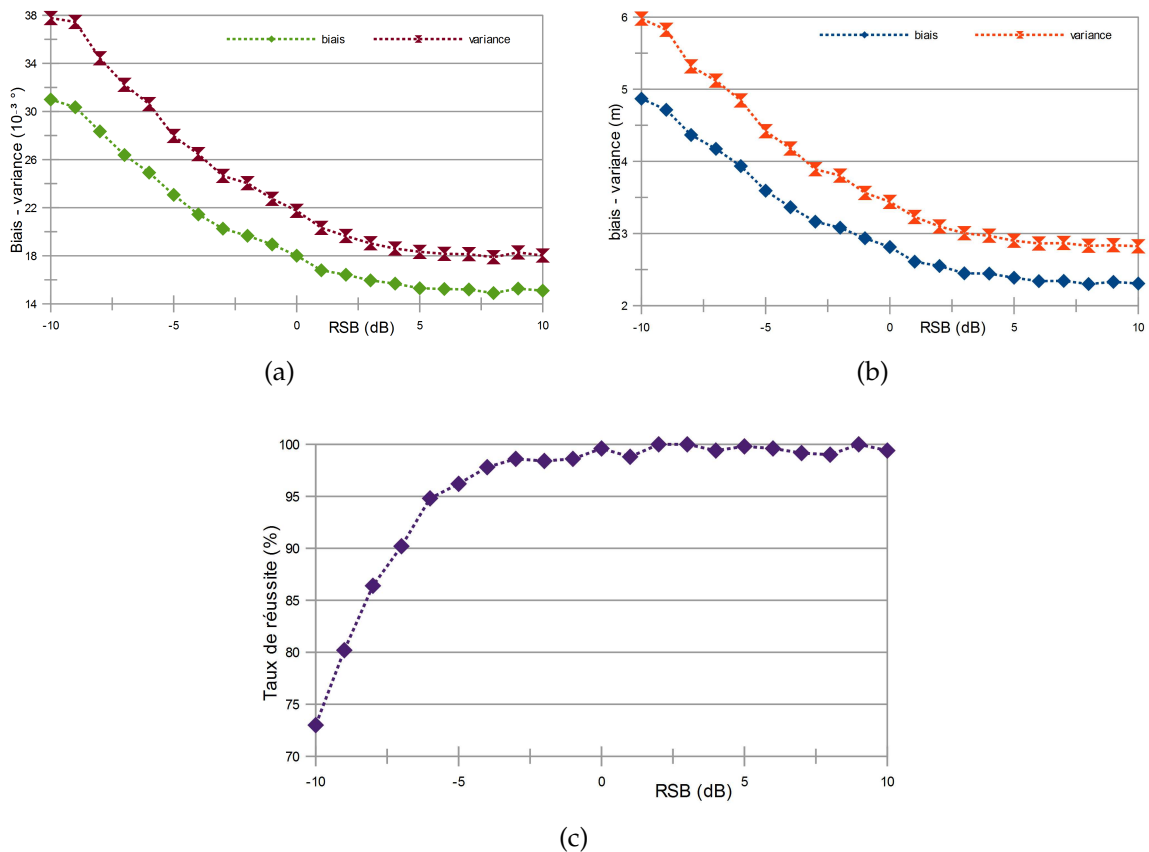 38
34
30
26
22
18
14
Biais - variance (10⁻³ °)
biais
variance
-10
-5
0
5
10
RSB (dB)
(a)
6
5
4
3
2
biais - variance (m)
biais
variance
-10
-5
0
5
10
RSB (dB)
(b)
100
95
90
85
80
75
70
Taux de réussite (%)
-10
-5
0
5
10
RSB (dB)
(c)